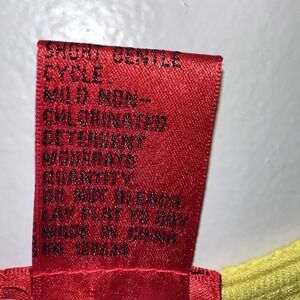 SHORT GENTLE
CYCLE.
MILD NON-
CHLORINATED
DETERGENT
MODERATE
QUANTITY.
DO NOT BLEACH.
LAY FLAT TO DRY
MADE IN CHINA